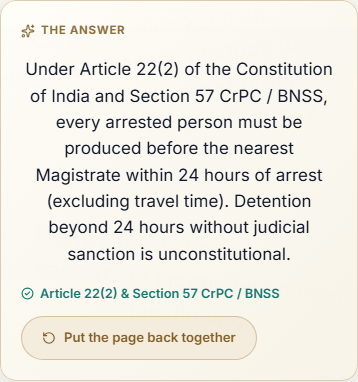 THE ANSWER
Under Article 22(2) of the Constitution
of India and Section 57 CrPC / BNSS,
every arrested person must be
produced before the nearest
Magistrate within 24 hours of arrest
(excluding travel time). Detention
beyond 24 hours without judicial
sanction is unconstitutional.
Article 22(2) & Section 57 CrPC / BNSS
Put the page back together